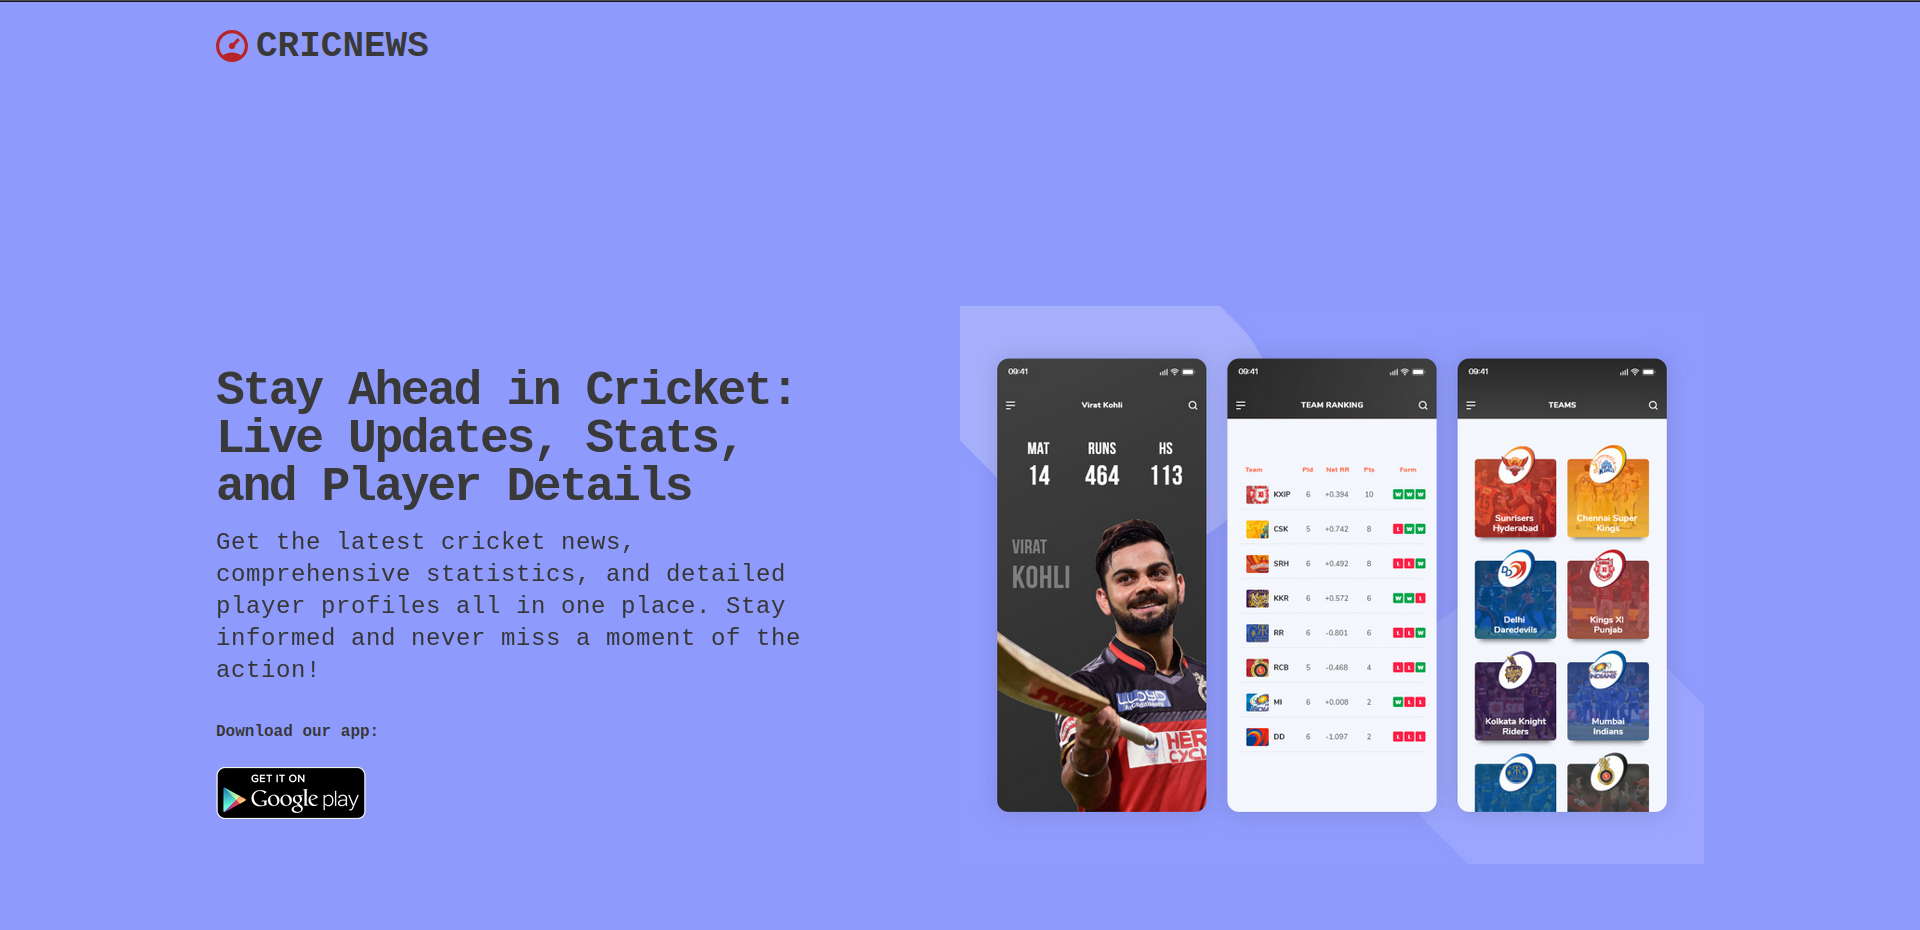 CRICNEWS
Stay Ahead in Cricket:
Live Updates, Stats,
and Player Details
Get the latest cricket news,
comprehensive statistics, and detailed
player profiles all in one place. Stay
informed and never miss a moment of the
action!
Download our app:
GET IT ON
Google play
09:41
Virat Kohli
MAT RUNS HS
14 464 113
VIRAT
KOHLI
LLOYD
HER
CYCL
09:41
TEAM RANKING
Team Pld Net RR Pts Form
KXIP 6 +0.394 10 W W W
CSK 5 +0.742 8 L W W
SRH 6 +0.492 8 L L W
KKR 6 +0.572 6 W W L
RR 6 -0.801 6 L L W
RCB 5 -0.468 4 L L W
MI 6 +0.008 2 W L L
DD 6 -1.097 2 L L L
09:41
TEAMS
Sunrisers
Hyderabad
Chennai Super
Kings
DD
Delhi
Daredevils
Kings XI
Punjab
Kolkata Knight
Riders
INDIANS
Mumbai
Indians